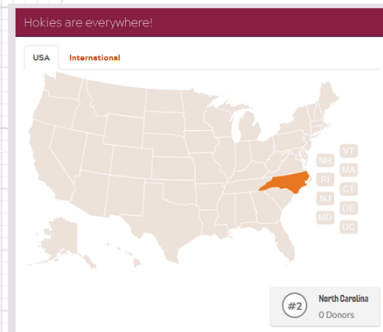 Hokies are everywhere!
USA International
VT
NH
MA
RI
CT
NJ
DE
MD
DC
#2 North Carolina
0 Donors